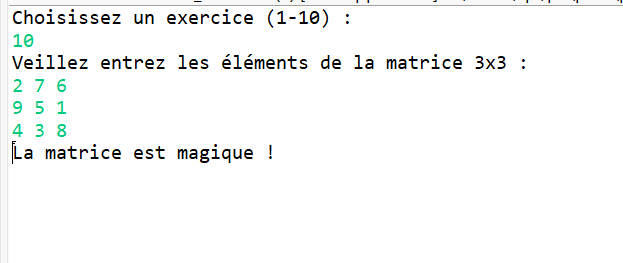 Choisissez un exercice (1-10) :
10
Veillez entrez les éléments de la matrice 3x3 :
2 7 6
9 5 1
4 3 8
La matrice est magique !